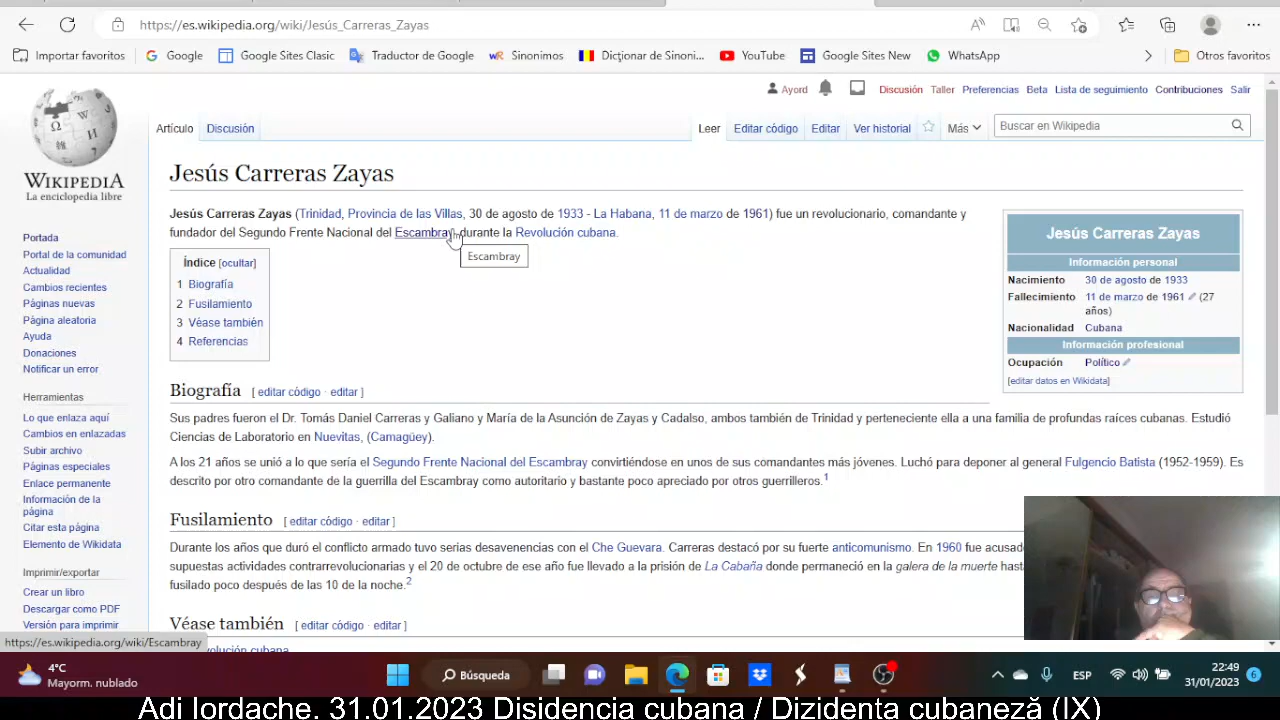 https://es.wikipedia.org/wiki/Jesús_Carreras_Zayas
Importar favoritos
Google
Google Sites Clasic
Traductor de Google
Sinonimos
Dicţionar de Sinoni...
YouTube
Google Sites New
WhatsApp
Otros favoritos
Ayord
Discusión
Taller
Preferencias
Beta
Lista de seguimiento
Contribuciones
Salir
Artículo
Discusión
Leer
Editar código
Editar
Ver historial
Más
Buscar en Wikipedia
WIKIPEDIA
La enciclopedia libre
Portada
Portal de la comunidad
Actualidad
Cambios recientes
Páginas nuevas
Página aleatoria
Ayuda
Donaciones
Notificar un error
Herramientas
Lo que enlaza aquí
Cambios en enlazadas
Subir archivo
Páginas especiales
Enlace permanente
Información de la
página
Citar esta página
Elemento de Wikidata
Imprimir/exportar
Crear un libro
Descargar como PDF
Versión para imprimir
Jesús Carreras Zayas
Jesús Carreras Zayas (Trinidad, Provincia de las Villas, 30 de agosto de 1933 - La Habana, 11 de marzo de 1961) fue un revolucionario, comandante y
fundador del Segundo Frente Nacional del Escambray durante la Revolución cubana.
Escambray
Índice [ocultar]
1 Biografía
2 Fusilamiento
3 Véase también
4 Referencias
Jesús Carreras Zayas
Información personal
Nacimiento 30 de agosto de 1933
Fallecimiento 11 de marzo de 1961 (27
años)
Nacionalidad Cubana
Información profesional
Ocupación Político
[editar datos en Wikidata]
Biografía [ editar código · editar ]
Sus padres fueron el Dr. Tomás Daniel Carreras y Galiano y María de la Asunción de Zayas y Cadalso, ambos también de Trinidad y perteneciente ella a una familia de profundas raíces cubanas. Estudió
Ciencias de Laboratorio en Nuevitas, (Camagüey).
A los 21 años se unió a lo que sería el Segundo Frente Nacional del Escambray convirtiéndose en unos de sus comandantes más jóvenes. Luchó para deponer al general Fulgencio Batista (1952-1959). Es
descrito por otro comandante de la guerrilla del Escambray como autoritario y bastante poco apreciado por otros guerrilleros.1
Fusilamiento [ editar código · editar ]
Durante los años que duró el conflicto armado tuvo serias desavenencias con el Che Guevara. Carreras destacó por su fuerte anticomunismo. En 1960 fue acusad
supuestas actividades contrarrevolucionarias y el 20 de octubre de ese año fue llevado a la prisión de La Cabaña donde permaneció en la galera de la muerte hast
fusilado poco después de las 10 de la noche.2
Véase también [ editar código · editar ]
volución cubana
https://es.wikipedia.org/wiki/Escambray
4°C
Mayorm. nublado
Búsqueda
ESP
22:49
31/01/2023
6
Adi Iordache. 31.01.2023 Disidencia cubana / Dizidenta cubaneză (IX)